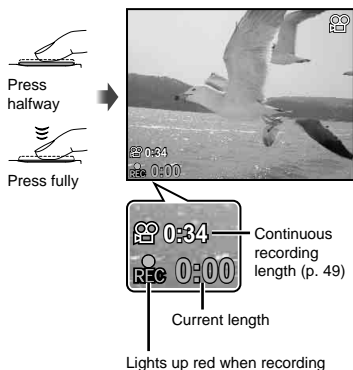 Press
halfway
Press fully
0:34
REC 0:00
0:34
REC 0:00
Continuous
recording
length (p. 49)
Current length
Lights up red when recording